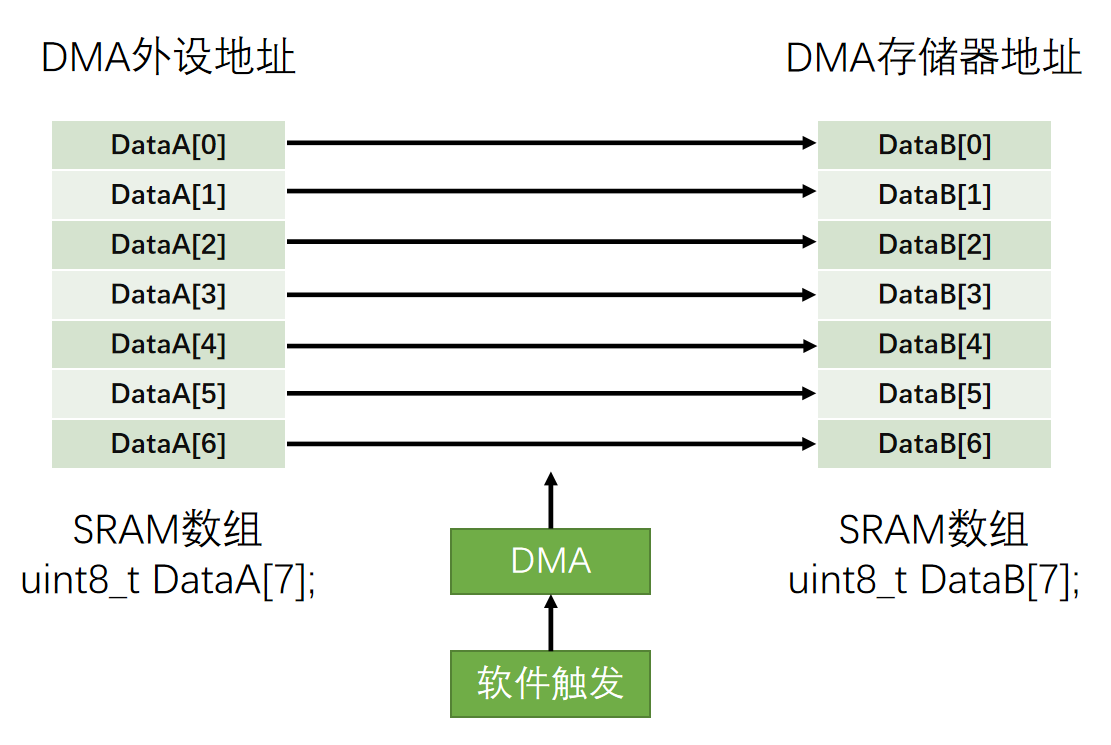 DMA外设地址
DMA存储器地址
DataA[0]
DataB[0]
DataA[1]
DataB[1]
DataA[2]
DataB[2]
DataA[3]
DataB[3]
DataA[4]
DataB[4]
DataA[5]
DataB[5]
DataA[6]
DataB[6]
SRAM数组
uint8_t DataA[7];
SRAM数组
uint8_t DataB[7];
DMA
软件触发